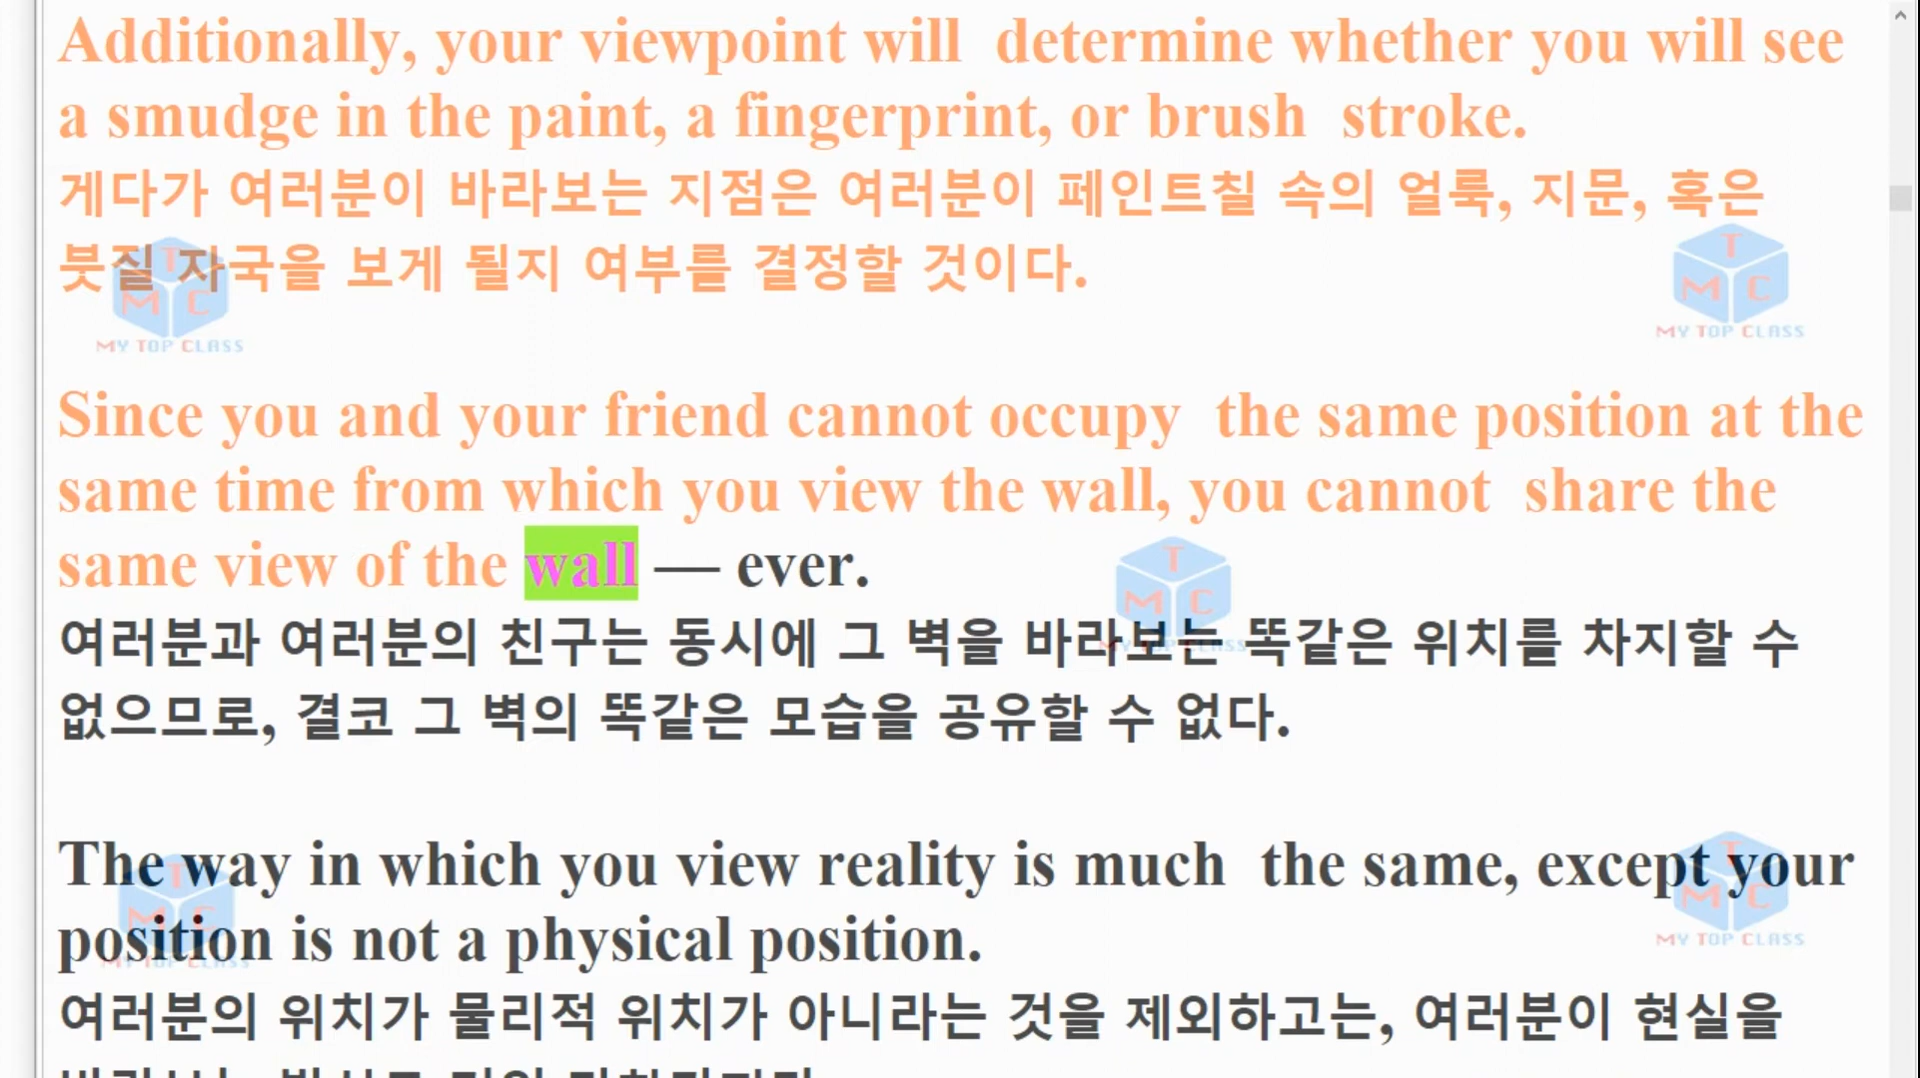 Additionally, your viewpoint will  determine whether you will see
a smudge in the paint, a fingerprint, or brush  stroke.
게다가 여러분이 바라보는 지점은 여러분이 페인트칠 속의 얼룩, 지문, 혹은
붓질 자국을 보게 될지 여부를 결정할 것이다.
T
M C
MY TOP CLASS
T
M C
MY TOP CLASS
Since you and your friend cannot occupy  the same position at the
same time from which you view the wall, you cannot  share the
same view of the wall — ever.
T
M C
MY TOP CLASS
여러분과 여러분의 친구는 동시에 그 벽을 바라보는 똑같은 위치를 차지할 수
없으므로, 결코 그 벽의 똑같은 모습을 공유할 수 없다.
The way in which you view reality is much  the same, except your
position is not a physical position.
T
M C
MY TOP CLASS
T
M C
MY TOP CLASS
여러분의 위치가 물리적 위치가 아니라는 것을 제외하고는, 여러분이 현실을